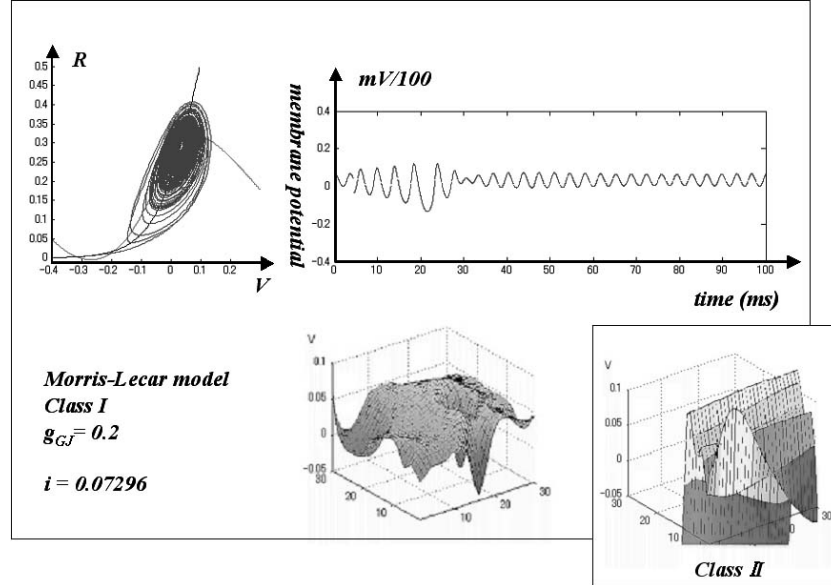 R
0.5
0.45
0.4
0.35
0.3
0.25
0.2
0.15
0.1
0.05
0
−0.4 −0.3 −0.2 −0.1 0 0.1 0.2
V
mV/100
membrane potential
0.4
0.2
0
−0.2
−0.4
0 10 20 30 40 50 60 70 80 90 100
time (ms)
Morris-Lecar model
Class I
gGJ= 0.2
i = 0.07296
V
0.1
0.05
0
−0.05
30
20
10
10
20
30
V
0.1
0.05
0
−0.05
30
20
10
0
30
Class II